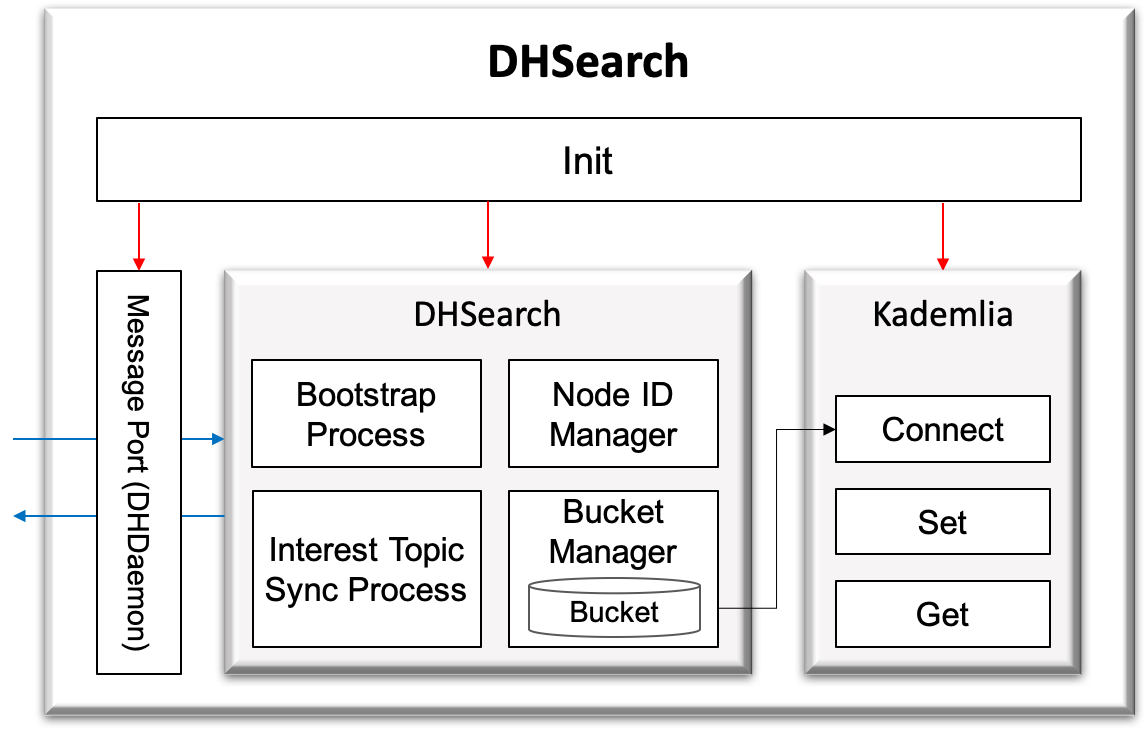 DHSearch
Init
Message Port (DHDaemon)
DHSearch
Bootstrap
Process
Node ID
Manager
Interest Topic
Sync Process
Bucket
Manager
Bucket
Kademlia
Connect
Set
Get